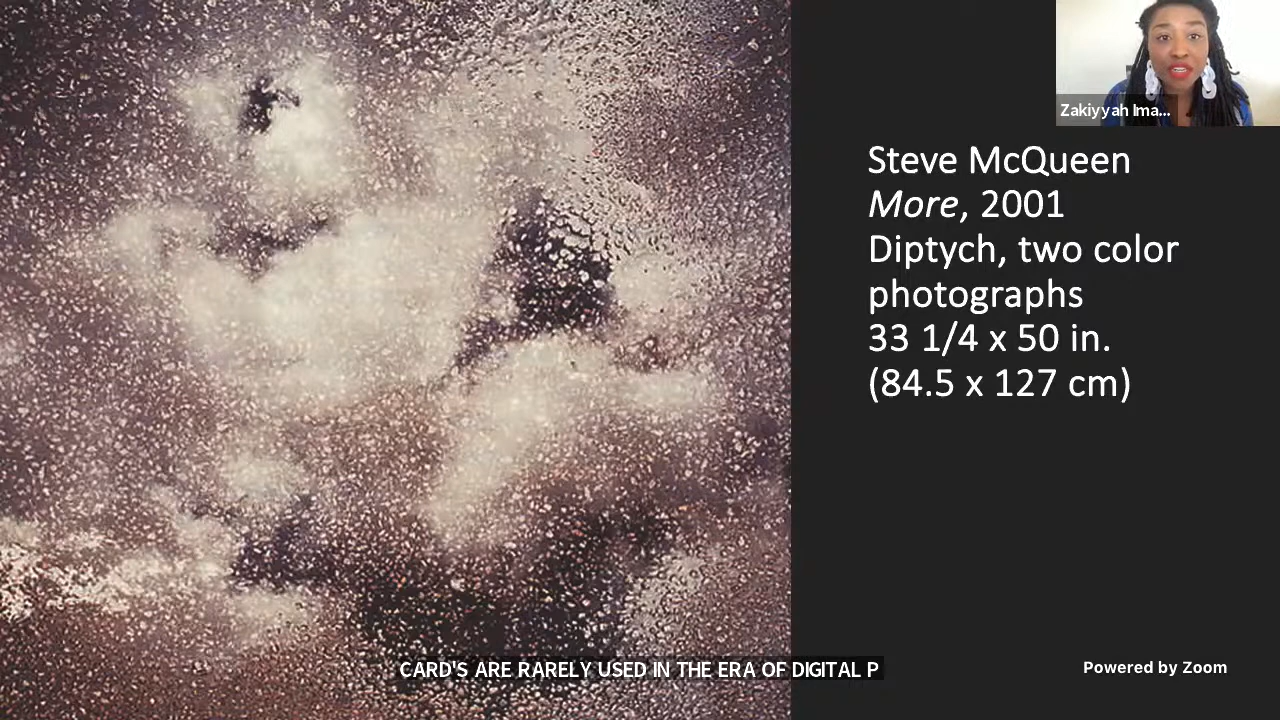 Zakiyyah Ima...
Steve McQueen
More, 2001
Diptych, two color
photographs
33 1/4 x 50 in.
(84.5 x 127 cm)
CARD'S ARE RARELY USED IN THE ERA OF DIGITAL P
Powered by Zoom